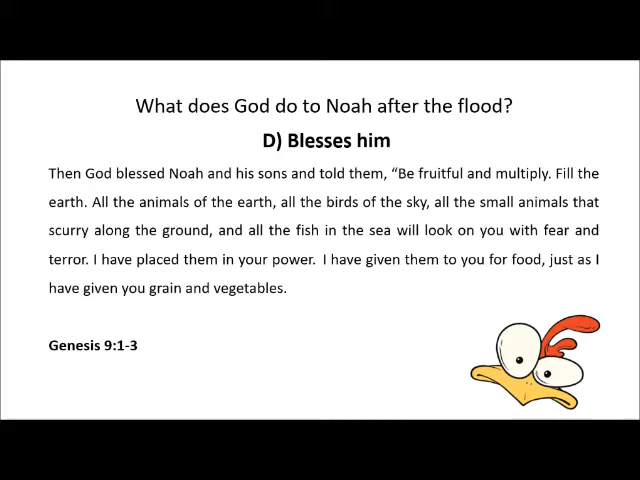 What does God do to Noah after the flood?
D) Blesses him
Then God blessed Noah and his sons and told them, “Be fruitful and multiply. Fill the
earth. All the animals of the earth, all the birds of the sky, all the small animals that
scurry along the ground, and all the fish in the sea will look on you with fear and
terror. I have placed them in your power. I have given them to you for food, just as I
have given you grain and vegetables.
Genesis 9:1-3